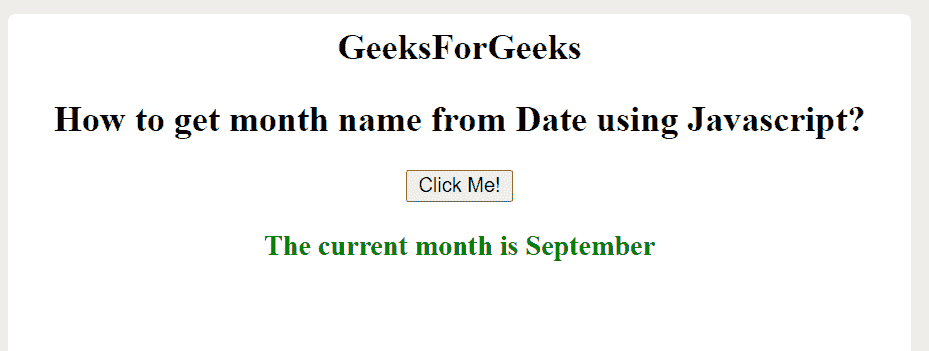 GeeksForGeeks
How to get month name from Date using Javascript?
Click Me!
The current month is September